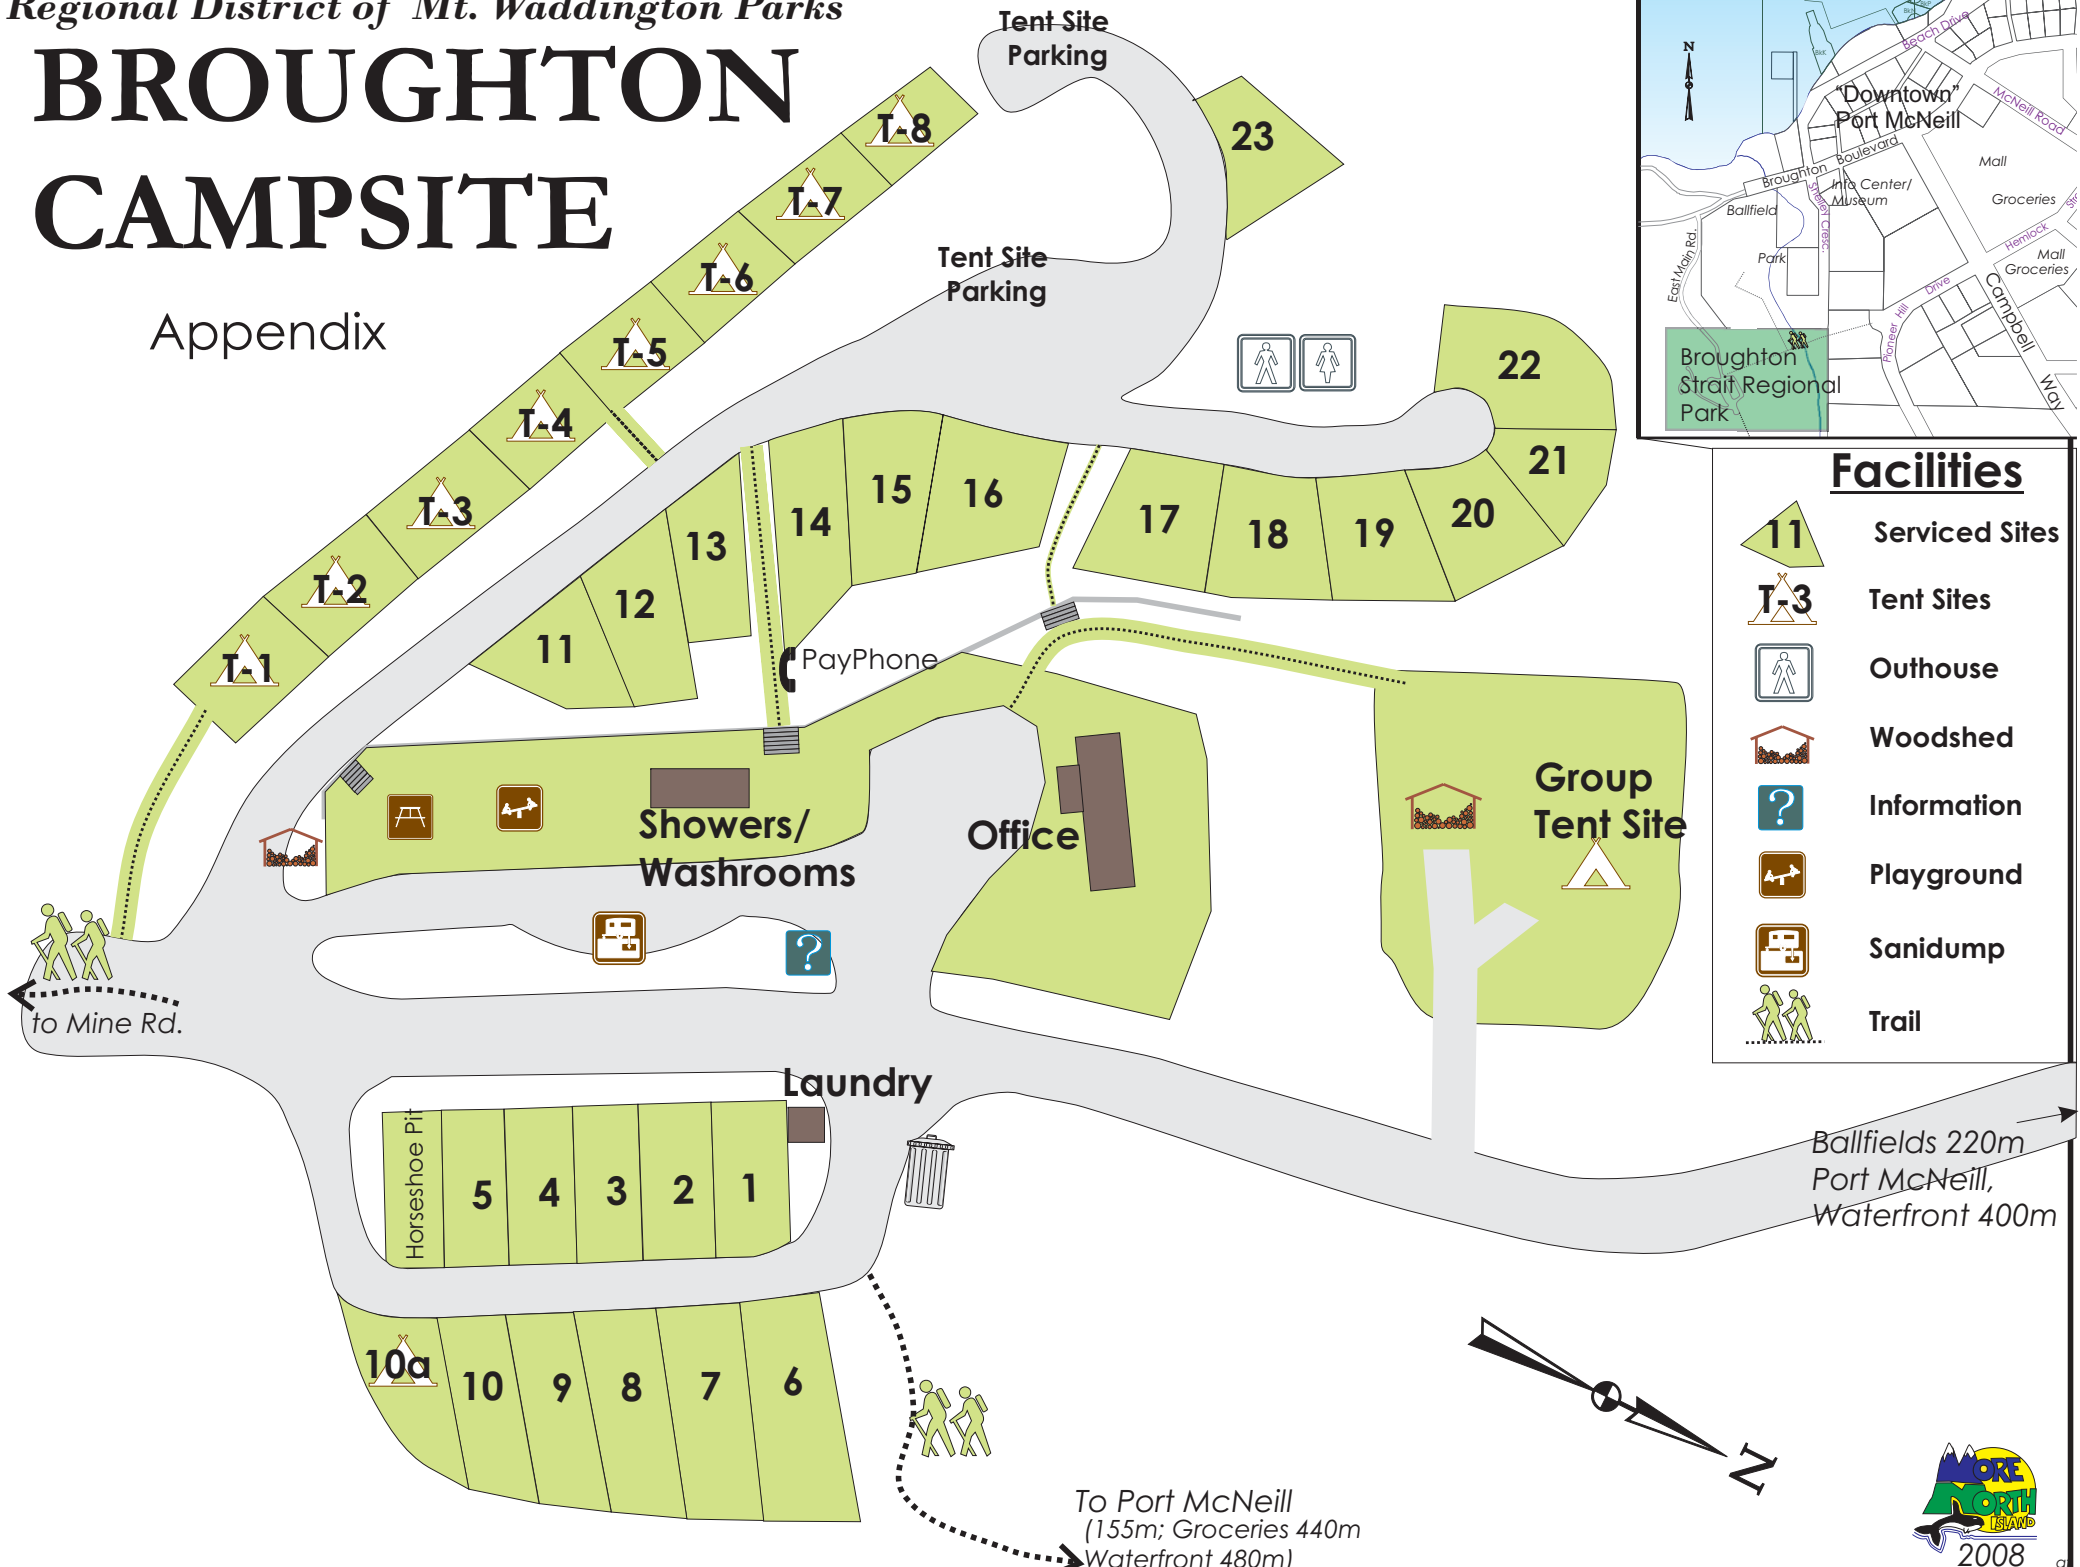 Regional District of Mt. Waddington Parks
BROUGHTON
CAMPSITE
Appendix
Tent Site
Parking
Tent Site
Parking
T-8
T-7
T-6
T-5
T-4
T-3
T-2
T-1
23
22
21
20
19
18
17
16
15
14
13
12
11
PayPhone
Showers/
Washrooms
Office
Group
Tent Site
to Mine Rd.
Laundry
Horseshoe Pit
5
4
3
2
1
10a
10
9
8
7
6
To Port McNeill
(155m; Groceries 440m
Waterfront 480m)
Ballfields 220m
Port McNeill,
Waterfront 400m
N
N
Beach Drive
"Downtown"
Port McNeill
McNeill Road
Broughton Boulevard
Mall
Groceries
Info Center/
Museum
Shelley Cresc.
Ballfield
Park
East Main Rd.
Hemlock
Mall
Groceries
Pioneer Hill Drive
Campbell Way
Broughton
Strait Regional
Park
Facilities
11 Serviced Sites
T-3 Tent Sites
Outhouse
Woodshed
? Information
Playground
Sanidump
Trail
?
MORE
NORTH
ISLAND
2008